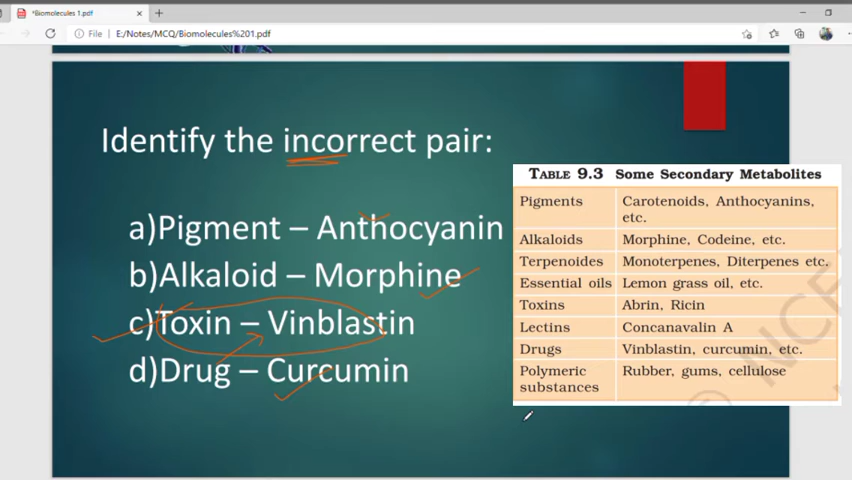 *Biomolecules 1.pdf
File
E:/Notes/MCQ/Biomolecules%201.pdf
Identify the incorrect pair:
a)Pigment – Anthocyanin
b)Alkaloid – Morphine
c)Toxin – Vinblastin
d)Drug – Curcumin
TABLE 9.3 Some Secondary Metabolites
Pigments Carotenoids, Anthocyanins,
etc.
Alkaloids Morphine, Codeine, etc.
Terpenoides Monoterpenes, Diterpenes etc.
Essential oils Lemon grass oil, etc.
Toxins Abrin, Ricin
Lectins Concanavalin A
Drugs Vinblastin, curcumin, etc.
Polymeric Rubber, gums, cellulose
substances
© NCE